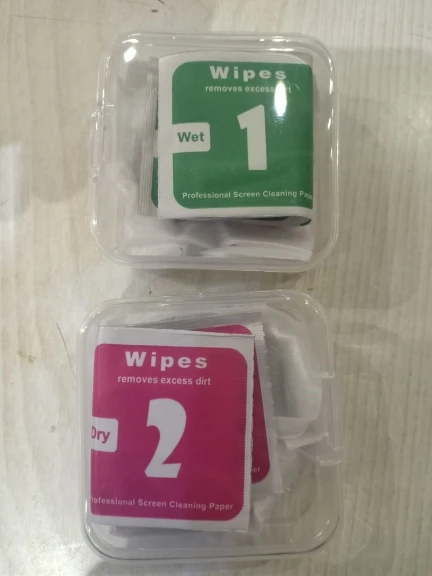 Wipes
removes excess dirt
Wet
1
Professional Screen Cleaning
Wipes
removes excess dirt
Dry
2
Professional Screen Cleaning Paper